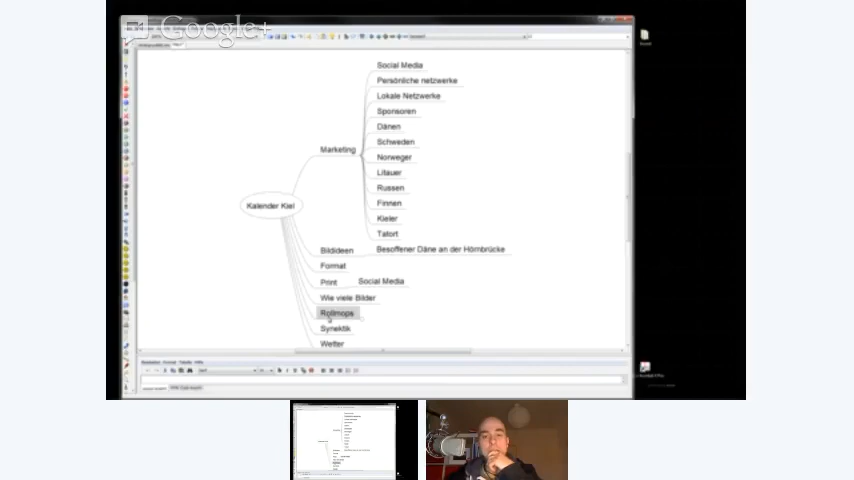 Google+
Social Media
Persönliche netzwerke
Lokale Netzwerke
Sponsoren
Dänen
Schweden
Marketing
Norweger
Litauer
Russen
Finnen
Kalender Kiel
Kieler
Tatort
Bildideen
Besoffener Däne an der Hörnbrücke
Format
Print
Social Media
Wie viele Bilder
Rollmops
Synektik
Wetter